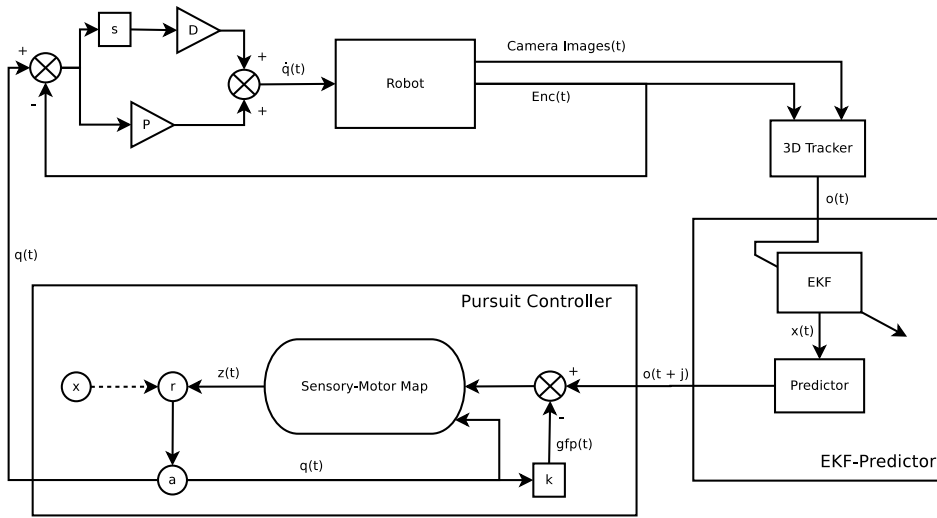 Camera Images(t)
s
D
+
+
q̇(t)
Robot
Enc(t)
-
P
+
3D Tracker
o(t)
q(t)
EKF
Pursuit Controller
x(t)
z(t)
+
o(t + j)
x
r
Sensory-Motor Map
Predictor
-
gfp(t)
q(t)
EKF-Predictor
a
k